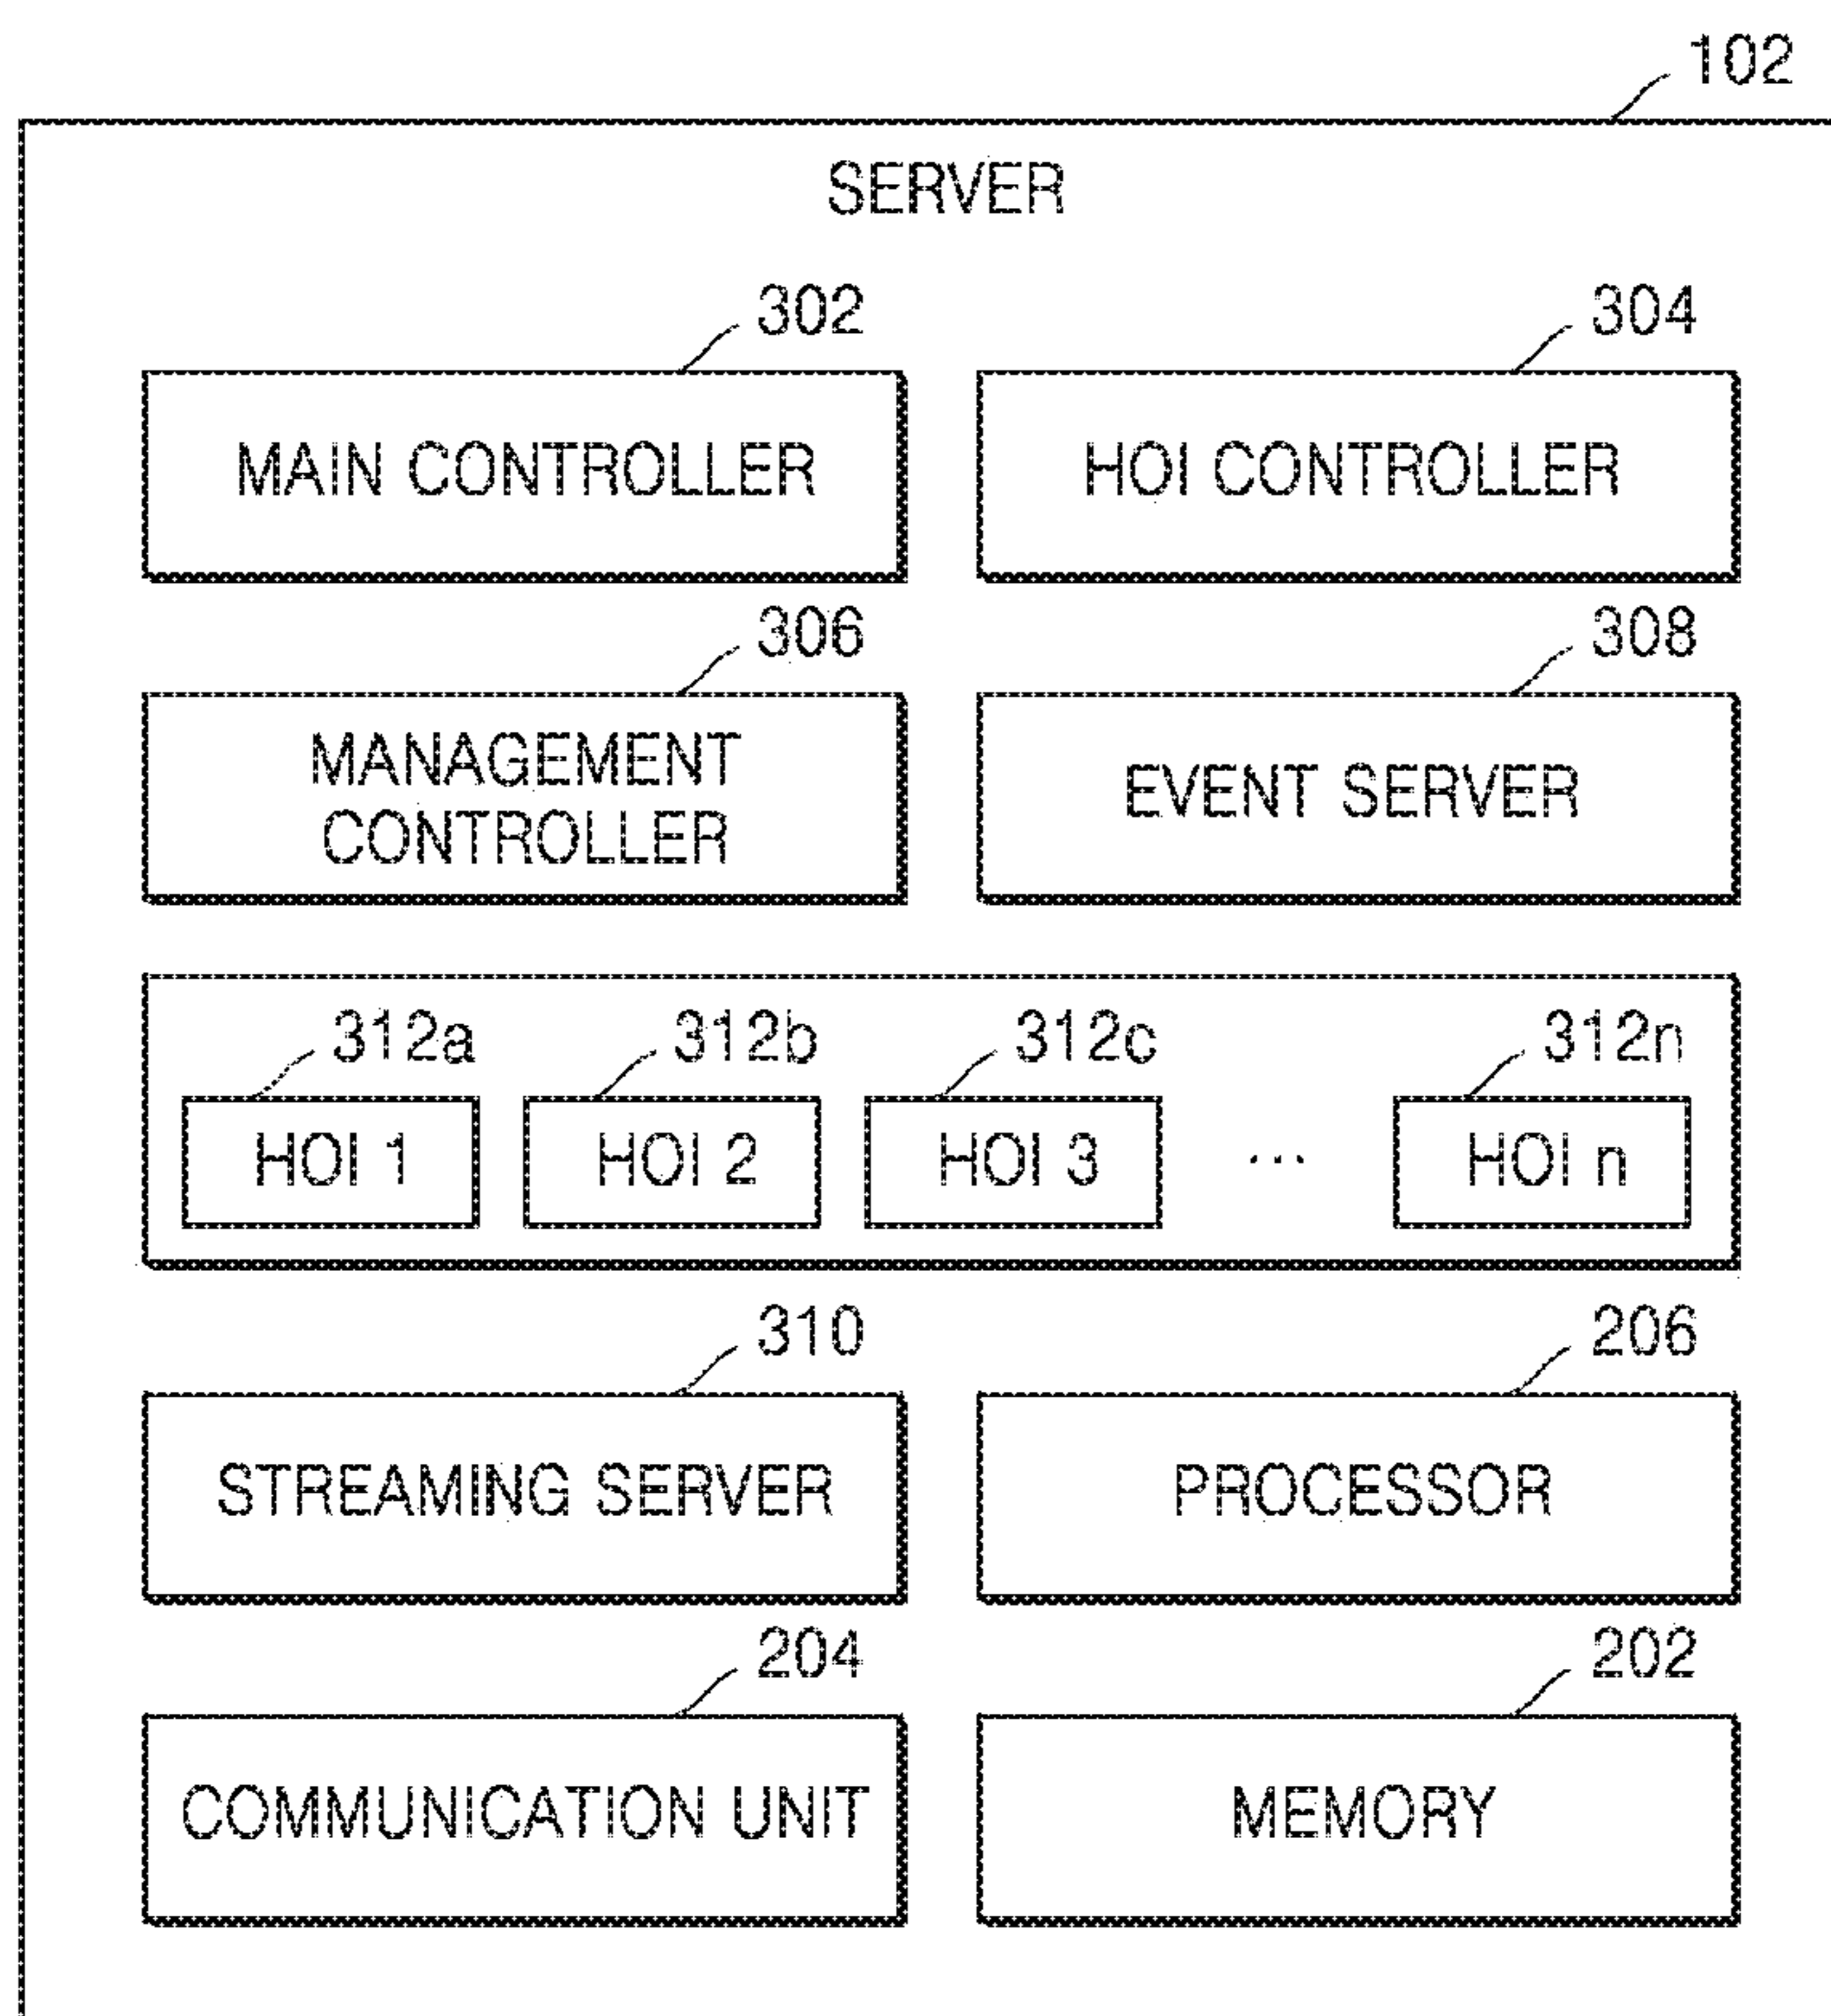 102
SERVER
302
304
MAIN CONTROLLER
HOI CONTROLLER
306
308
MANAGEMENT
CONTROLLER
EVENT SERVER
312a
312b
312c
312n
HOI 1
HOI 2
HOI 3
...
HOI n
310
206
STREAMING SERVER
PROCESSOR
204
202
COMMUNICATION UNIT
MEMORY